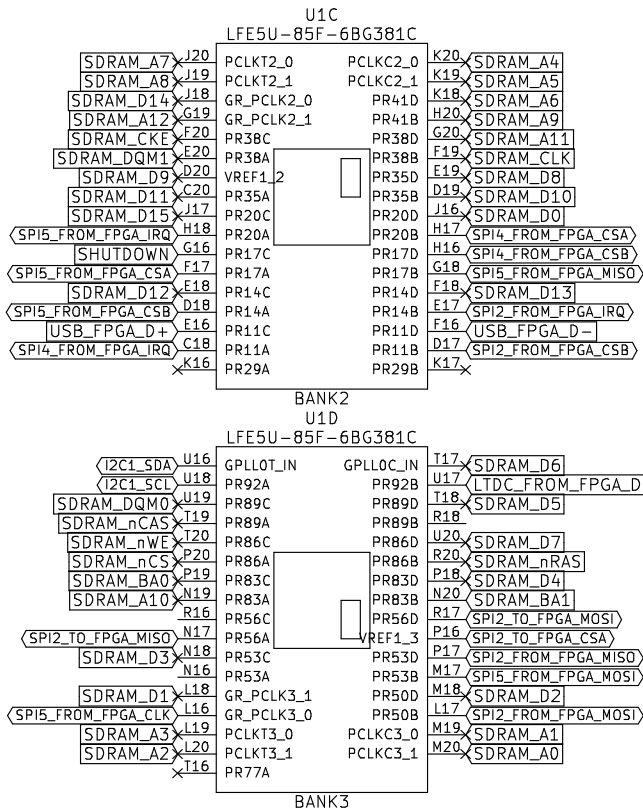 U1C
LFE5U-85F-6BG381C
SDRAM_A7 J20 PCLKT2_0 PCLKC2_0 K20 SDRAM_A4
SDRAM_A8 J19 PCLKT2_1 PCLKC2_1 K19 SDRAM_A5
SDRAM_D14 J18 GR_PCLK2_0 PR41D K18 SDRAM_A6
SDRAM_A12 G19 GR_PCLK2_1 PR41B H20 SDRAM_A9
SDRAM_CKE F20 PR38C PR38D G20 SDRAM_A11
SDRAM_DQM1 E20 PR38A PR38B F19 SDRAM_CLK
SDRAM_D9 D20 VREF1_2 PR35D E19 SDRAM_D8
SDRAM_D11 C20 PR35A PR35B D19 SDRAM_D10
SDRAM_D15 J17 PR20C PR20D J16 SDRAM_D0
SPI5_FROM_FPGA_IRQ H18 PR20A PR20B H17 SPI4_FROM_FPGA_CSA
SHUTDOWN G16 PR17C PR17D H16 SPI4_FROM_FPGA_CSB
SPI5_FROM_FPGA_CSA F17 PR17A PR17B G18 SPI5_FROM_FPGA_MISO
SDRAM_D12 E18 PR14C PR14D F18 SDRAM_D13
SPI5_FROM_FPGA_CSB D18 PR14A PR14B E17 SPI2_FROM_FPGA_IRQ
USB_FPGA_D+ E16 PR11C PR11D F16 USB_FPGA_D-
SPI4_FROM_FPGA_IRQ C18 PR11A PR11B D17 SPI2_FROM_FPGA_CSB
K16 PR29A PR29B K17
BANK2
U1D
LFE5U-85F-6BG381C
I2C1_SDA U16 GPLL0T_IN GPLL0C_IN T17 SDRAM_D6
I2C1_SCL U18 PR92A PR92B U17 LTDC_FROM_FPGA_D
SDRAM_DQM0 U19 PR89C PR89D T18 SDRAM_D5
SDRAM_nCAS T19 PR89A PR89B R18
SDRAM_nWE T20 PR86C PR86D U20 SDRAM_D7
SDRAM_nCS P20 PR86A PR86B R20 SDRAM_nRAS
SDRAM_BA0 P19 PR83C PR83D P18 SDRAM_D4
SDRAM_A10 N19 PR83A PR83B N20 SDRAM_BA1
R16 PR56C PR56D R17 SPI2_TO_FPGA_MOSI
SPI2_TO_FPGA_MISO N17 PR56A VREF1_3 P16 SPI2_TO_FPGA_CSA
SDRAM_D3 N18 PR53C PR53D P17 SPI2_FROM_FPGA_MISO
N16 PR53A PR53B M17 SPI5_FROM_FPGA_MOSI
SDRAM_D1 L18 GR_PCLK3_1 PR50D M18 SDRAM_D2
SPI5_FROM_FPGA_CLK L16 GR_PCLK3_0 PR50B L17 SPI2_FROM_FPGA_MOSI
SDRAM_A3 L19 PCLKT3_0 PCLKC3_0 M19 SDRAM_A1
SDRAM_A2 L20 PCLKT3_1 PCLKC3_1 M20 SDRAM_A0
T16 PR77A
BANK3